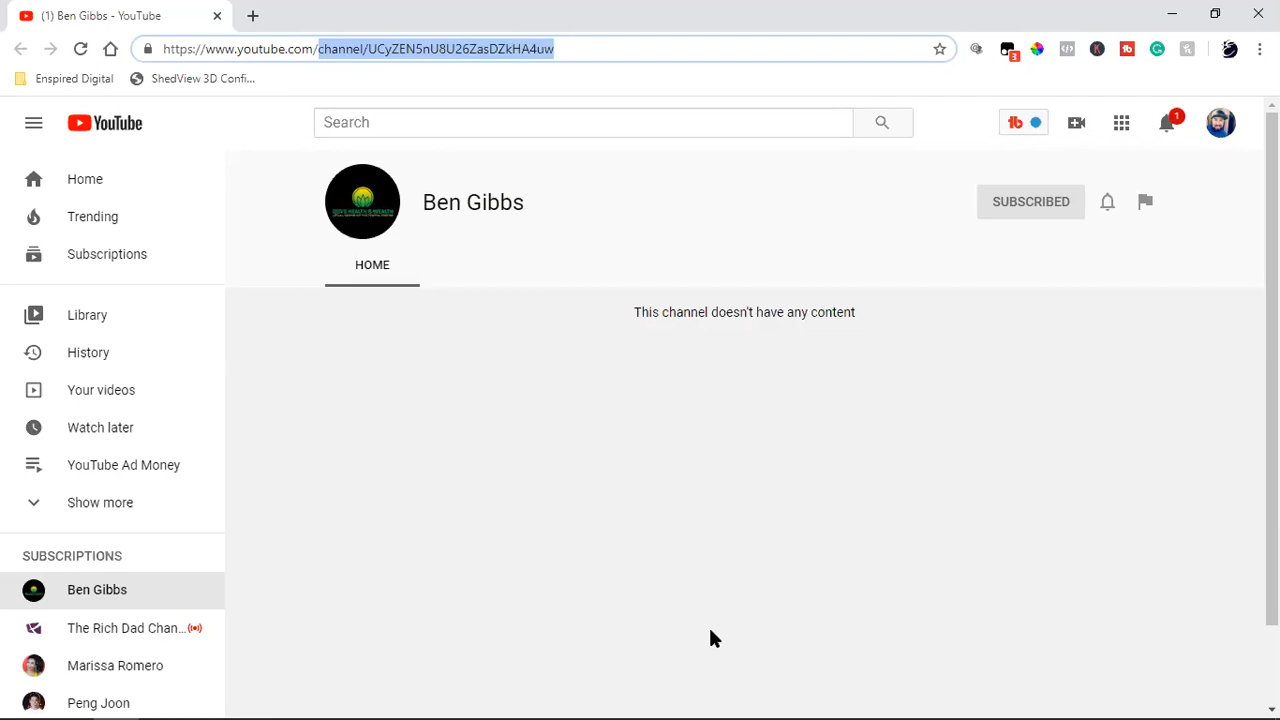 (1) Ben Gibbs - YouTube
https://www.youtube.com/channel/UCyZEN5nU8U26ZasDZkHA4uw
3
Enspired Digital
ShedView 3D Confi...
YouTube
Search
1
Home
Trending
Subscriptions
Library
History
Your videos
Watch later
YouTube Ad Money
Show more
SUBSCRIPTIONS
Ben Gibbs
The Rich Dad Chan...
Marissa Romero
Peng Joon
Ben Gibbs
SUBSCRIBED
HOME
This channel doesn't have any content